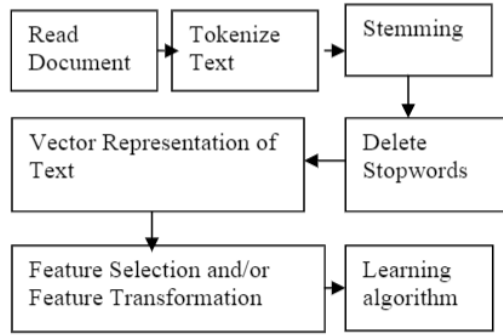 Read
Document
Tokenize
Text
Stemming
Delete
Stopwords
Vector Representation of
Text
Feature Selection and/or
Feature Transformation
Learning
algorithm